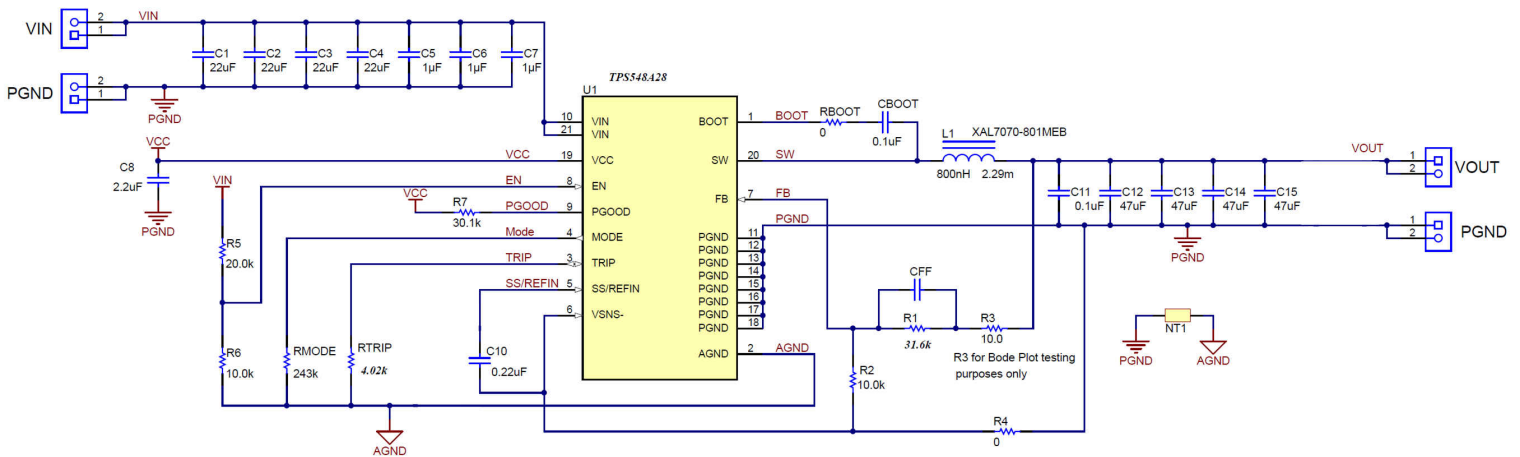 VIN
2
1
VIN
C1
22uF
C2
22uF
C3
22uF
C4
22uF
C5
1µF
C6
1µF
C7
1µF
PGND
2
1
PGND
TPS548A28
U1
10
21
VIN
VIN
BOOT
1
BOOT
RBOOT
0
CBOOT
0.1uF
VCC
C8
2.2uF
PGND
VCC
19
VCC
SW
20
SW
L1
XAL7070-801MEB
800nH
2.29m
VOUT
1
2
VOUT
VIN
EN
8
EN
FB
7
FB
VCC
R7
30.1k
PGOOD
9
PGOOD
C11
0.1uF
C12
47uF
C13
47uF
C14
47uF
C15
47uF
PGND
PGND
1
2
PGND
Mode
4
MODE
TRIP
3
TRIP
SS/REFIN
5
SS/REFIN
6
VSNS-
PGND
11
PGND
12
PGND
13
PGND
14
PGND
15
PGND
16
PGND
17
PGND
18
AGND
2
AGND
R5
20.0k
R6
10.0k
RMODE
243k
RTRIP
4.02k
C10
0.22uF
AGND
CFF
R1
31.6k
R3
10.0
R3 for Bode Plot testing
purposes only
R2
10.0k
R4
0
NT1
PGND
AGND